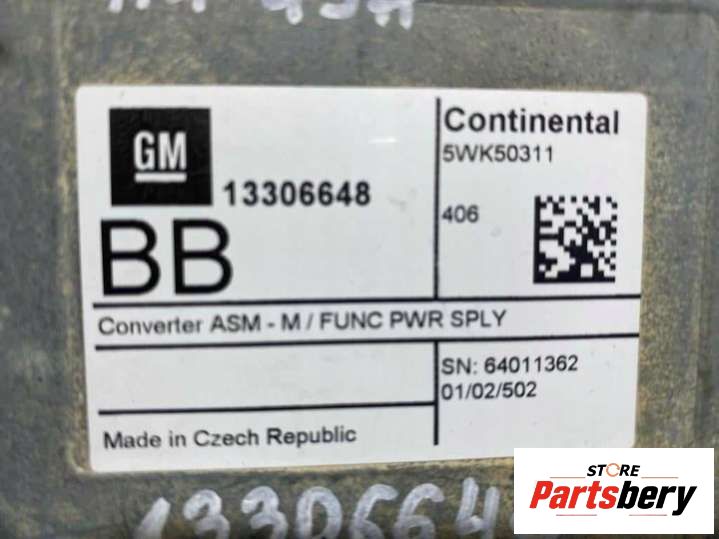 GM
13306648
BB
Continental
5WK50311
406
Converter ASM - M / FUNC PWR SPLY
SN: 64011362
01/02/502
Made in Czech Republic
STORE
Partsbery
1330664